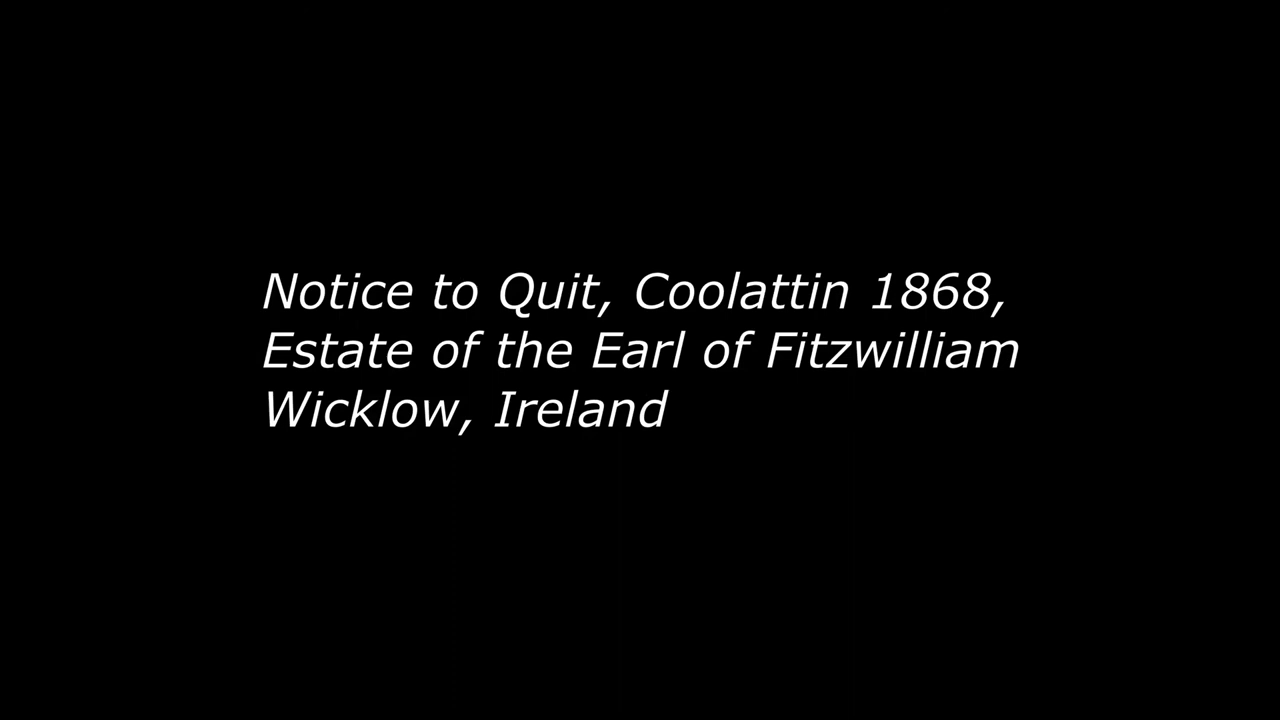 Notice to Quit, Coolattin 1868,
Estate of the Earl of Fitzwilliam
Wicklow, Ireland